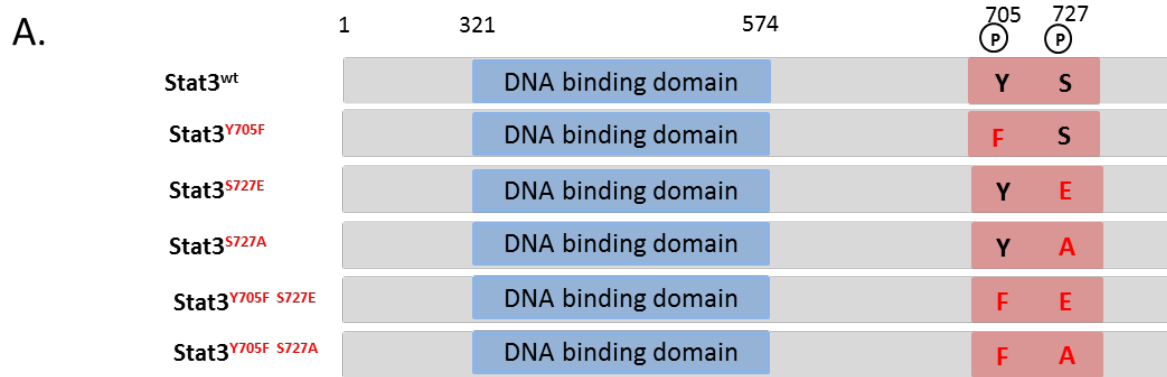 A.
1 321 574 705 727
P P
Stat3wt DNA binding domain Y S
Stat3Y705F DNA binding domain F S
Stat3S727E DNA binding domain Y E
Stat3S727A DNA binding domain Y A
Stat3Y705F S727E DNA binding domain F E
Stat3Y705F S727A DNA binding domain F A